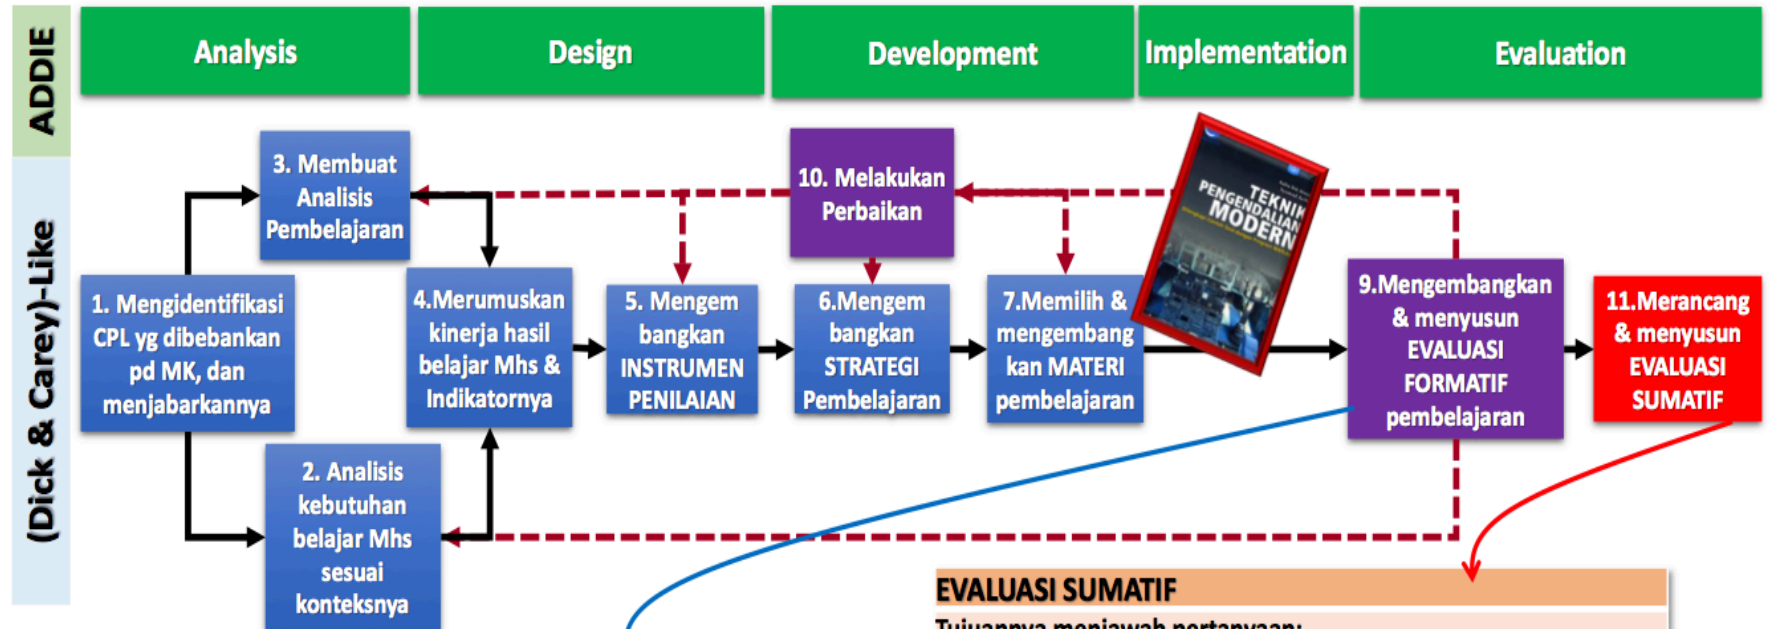 ADDIE
Analysis
Design
Development
Implementation
Evaluation
(Dick & Carey)-Like
1. Mengidentifikasi
CPL yg dibebankan
pd MK, dan
menjabarkannya
2. Analisis
kebutuhan
belajar Mhs
sesuai
konteksnya
3. Membuat
Analisis
Pembelajaran
4.Merumuskan
kinerja hasil
belajar Mhs &
Indikatornya
5. Mengem
bangkan
INSTRUMEN
PENILAIAN
6.Mengem
bangkan
STRATEGI
Pembelajaran
7.Memilih &
mengembang
kan MATERI
pembelajaran
TEKNIK
PENGENDALIAN
MODERN
9.Mengembangkan
& menyusun
EVALUASI
FORMATIF
pembelajaran
10. Melakukan
Perbaikan
11.Merancang
& menyusun
EVALUASI
SUMATIF
EVALUASI SUMATIF
Tujuannya menjawab pertanyaan: